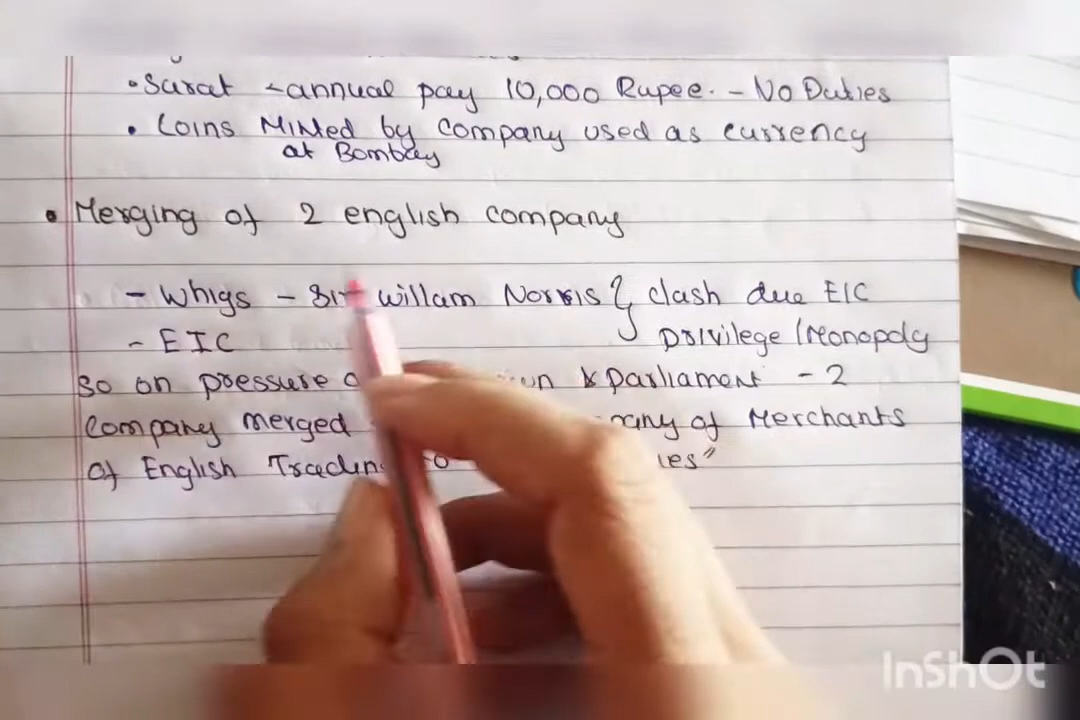 •Surat -annual pay 10,000 Rupee. - No Duties
• Coins Minted by Company used as currency
at Bombay
• Merging of 2 english company
- Whigs - Sir Willam Norris } clash due EIC
- EIC Privilege / Monopoly
So on pressure & Parliament - 2
Company merged of Merchants
of English Trading to
InShOt